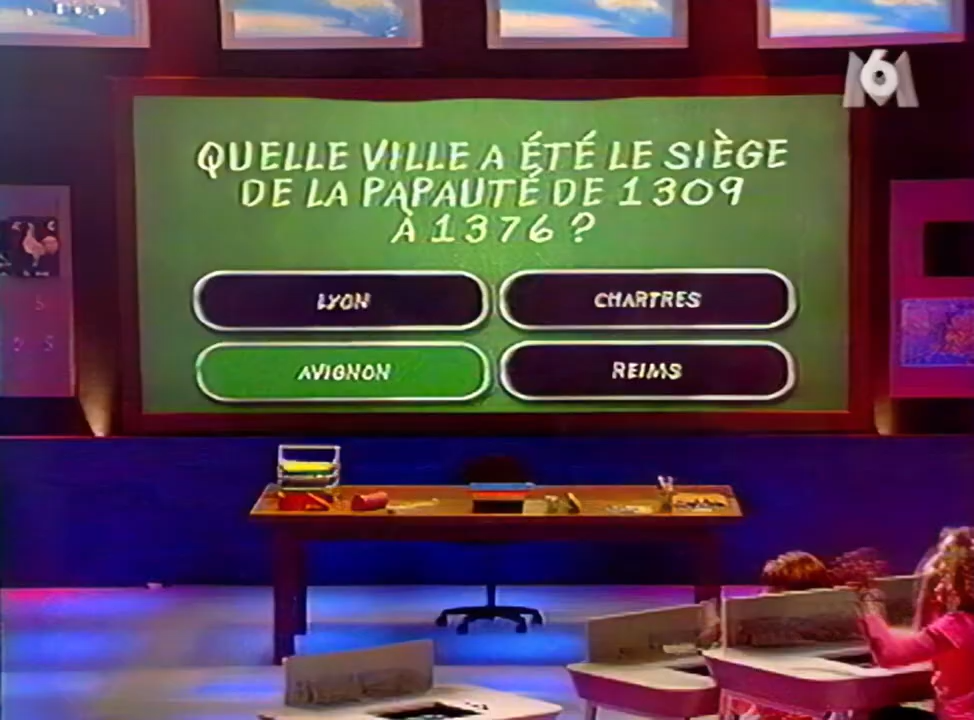 M6
QUELLE VILLE A ÉTÉ LE SIÈGE
DE LA PAPAUTÉ DE 1309
À 1376 ?
LYON
CHARTRES
AVIGNON
REIMS